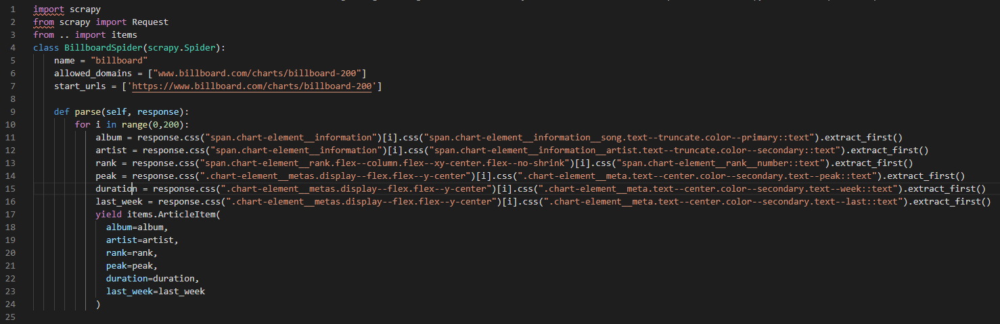 1 import scrapy
2 from scrapy import Request
3 from .. import items
4 class BillboardSpider(scrapy.Spider):
5 name = "billboard"
6 allowed_domains = ["www.billboard.com/charts/billboard-200"]
7 start_urls = ['https://www.billboard.com/charts/billboard-200']
8
9 def parse(self, response):
10 for i in range(0,200):
11 album = response.css("span.chart-element__information")[i].css("span.chart-element__information__song.text--truncate.color--primary::text").extract_first()
12 artist = response.css("span.chart-element__information")[i].css("span.chart-element__information__artist.text--truncate.color--secondary::text").extract_first()
13 rank = response.css("span.chart-element__rank.flex--column.flex--xy-center.flex--no-shrink")[i].css("span.chart-element__rank__number::text").extract_first()
14 peak = response.css(".chart-element__metas.display--flex.flex--y-center")[i].css(".chart-element__meta.text--center.color--secondary.text--peak::text").extract_first()
15 duration = response.css(".chart-element__metas.display--flex.flex--y-center")[i].css(".chart-element__meta.text--center.color--secondary.text--week::text").extract_first()
16 last_week = response.css(".chart-element__metas.display--flex.flex--y-center")[i].css(".chart-element__meta.text--center.color--secondary.text--last::text").extract_first()
17 yield items.ArticleItem(
18 album=album,
19 artist=artist,
20 rank=rank,
21 peak=peak,
22 duration=duration,
23 last_week=last_week
24 )
25